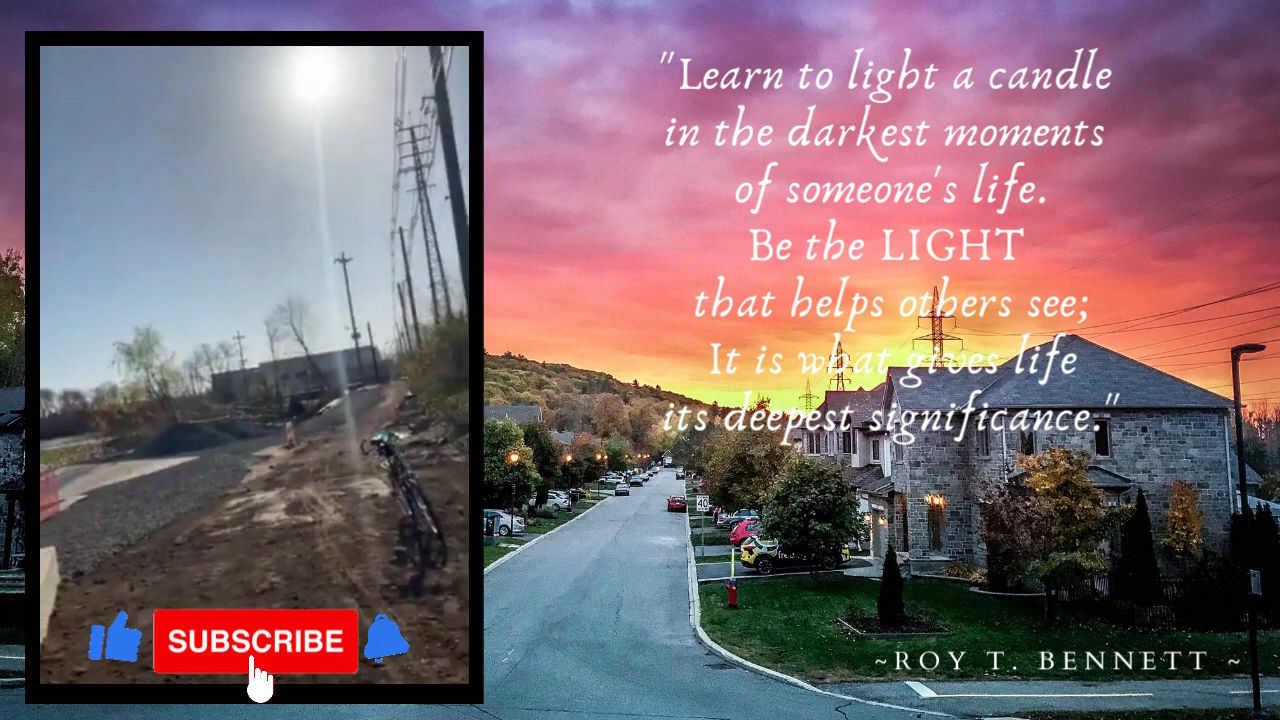 "Learn to light a candle
in the darkest moments
of someone's life.
Be the LIGHT
that helps others see;
It is what gives life
its deepest significance."
40
~ROY T. BENNETT ~
SUBSCRIBE